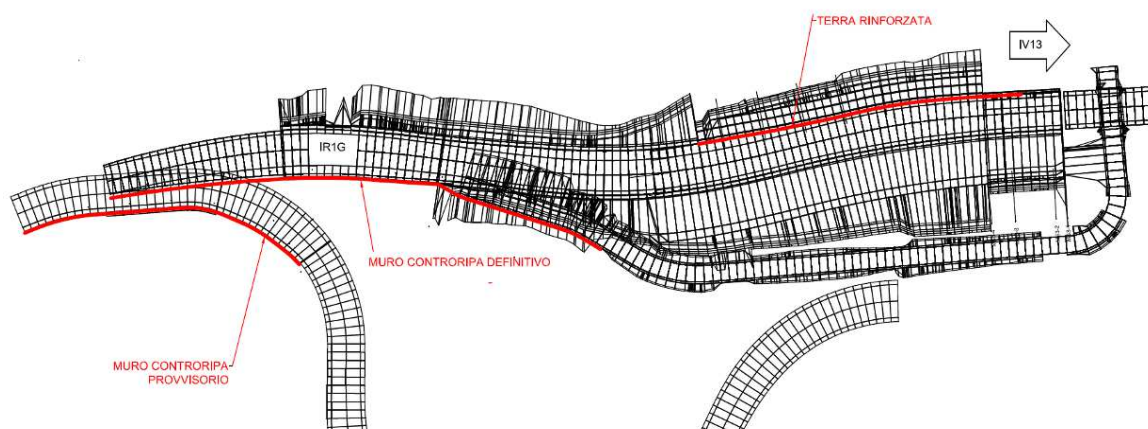 TERRA RINFORZATA
IV13
IR1G
MURO CONTRORIPA DEFINITIVO
MURO CONTRORIPA
PROVVISORIO